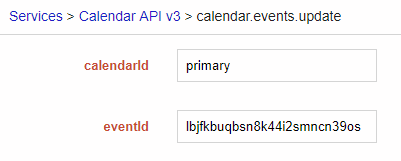 Services > Calendar API v3 > calendar.events.update
calendarId primary
eventId lbjfkbuqbsn8k44i2smncn39os